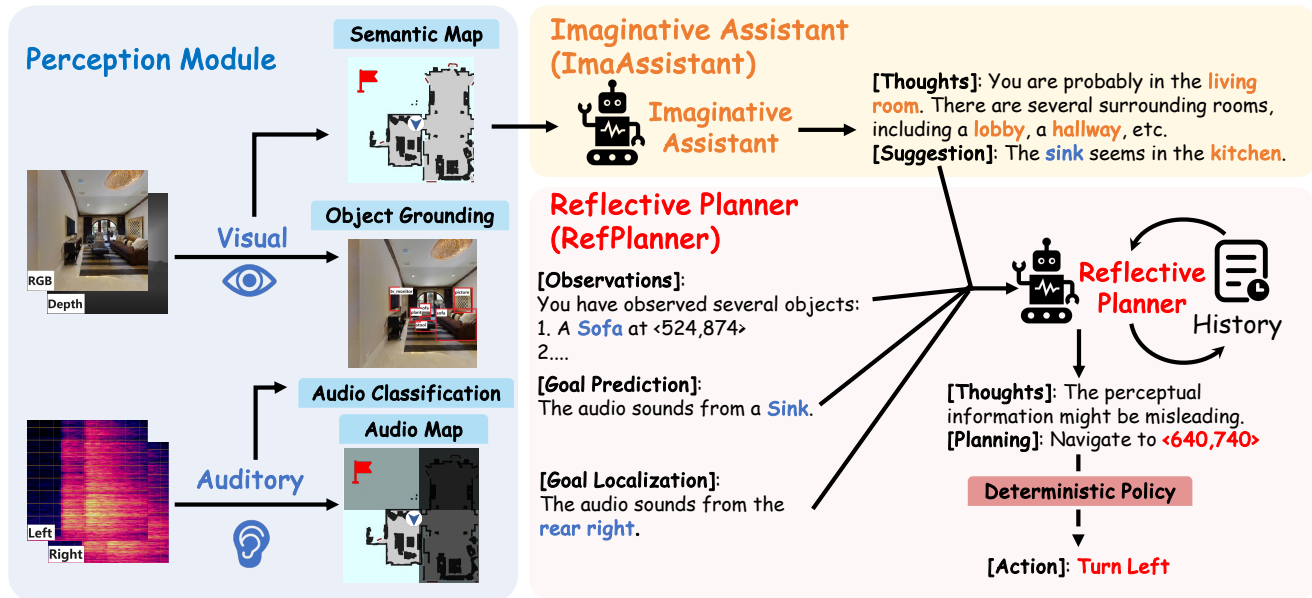 Perception Module
Semantic Map
RGB
Depth
Visual
Object Grounding
tv_monitor
picture
sofa
sofa
stool
Audio Classification
Audio Map
Left
Right
Auditory
Imaginative Assistant
(ImaAssistant)
Imaginative
Assistant
[Thoughts]: You are probably in the living
room. There are several surrounding rooms,
including a lobby, a hallway, etc.
[Suggestion]: The sink seems in the kitchen.
Reflective Planner
(RefPlanner)
[Observations]:
You have observed several objects:
1. A Sofa at <524,874>
2....
[Goal Prediction]:
The audio sounds from a Sink.
[Goal Localization]:
The audio sounds from the
rear right.
Reflective
Planner
History
[Thoughts]: The perceptual
information might be misleading.
[Planning]: Navigate to <640,740>
Deterministic Policy
[Action]: Turn Left